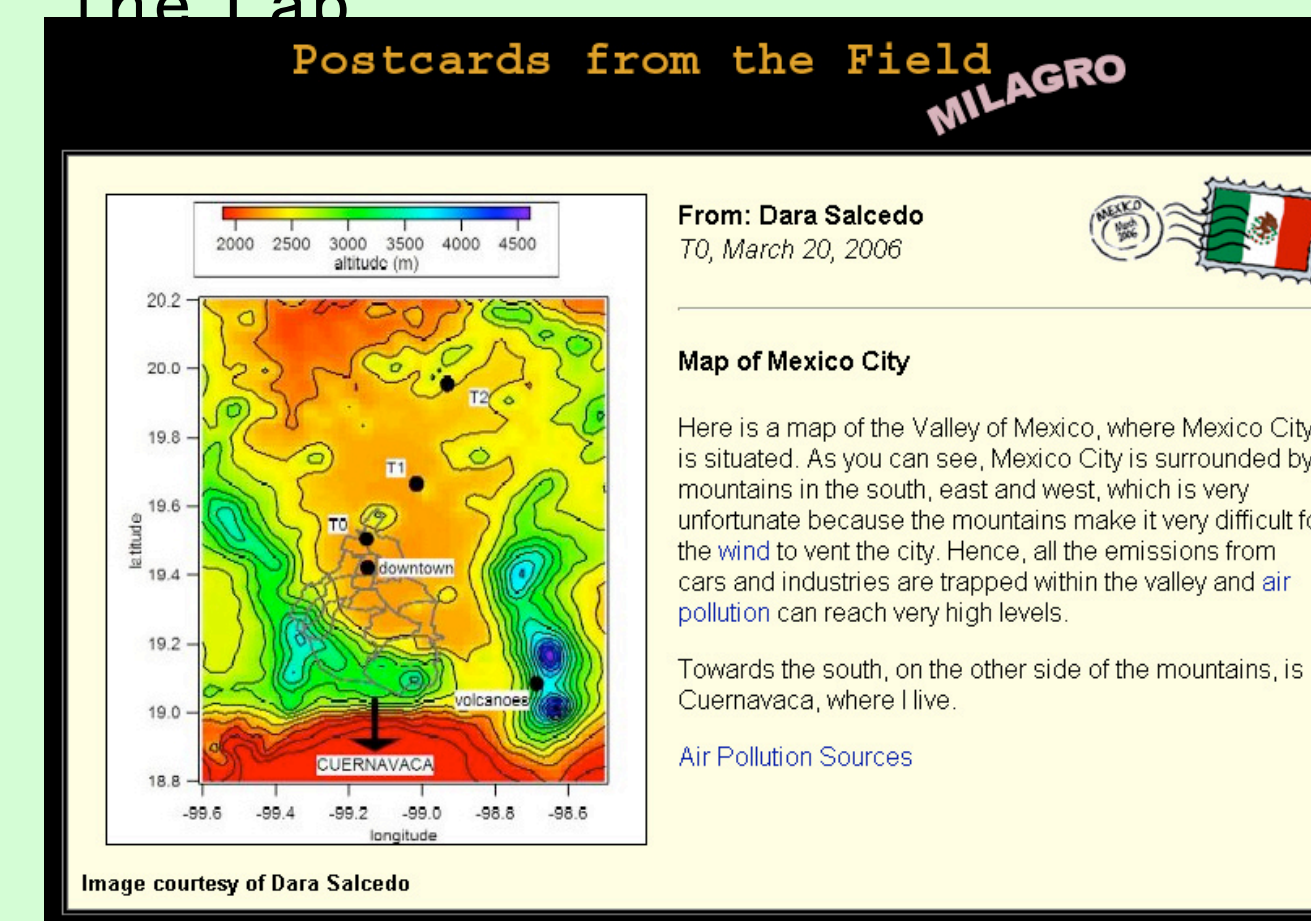 The Lab
Postcards from the Field
MILAGRO
2000 2500 3000 3500 4000 4500
altitude (m)
20.2
20.0
19.8
19.6
19.4
19.2
19.0
18.8
latitude
T2
T1
T0
downtown
volcanoes
CUERNAVACA
-99.6 -99.4 -99.2 -99.0 -98.8 -98.6
longitude
Image courtesy of Dara Salcedo
From: Dara Salcedo
T0, March 20, 2006
MEXICO
March
2006
Map of Mexico City
Here is a map of the Valley of Mexico, where Mexico City
is situated. As you can see, Mexico City is surrounded by
mountains in the south, east and west, which is very
unfortunate because the mountains make it very difficult fo
the wind to vent the city. Hence, all the emissions from
cars and industries are trapped within the valley and air
pollution can reach very high levels.
Towards the south, on the other side of the mountains, is
Cuernavaca, where I live.
Air Pollution Sources